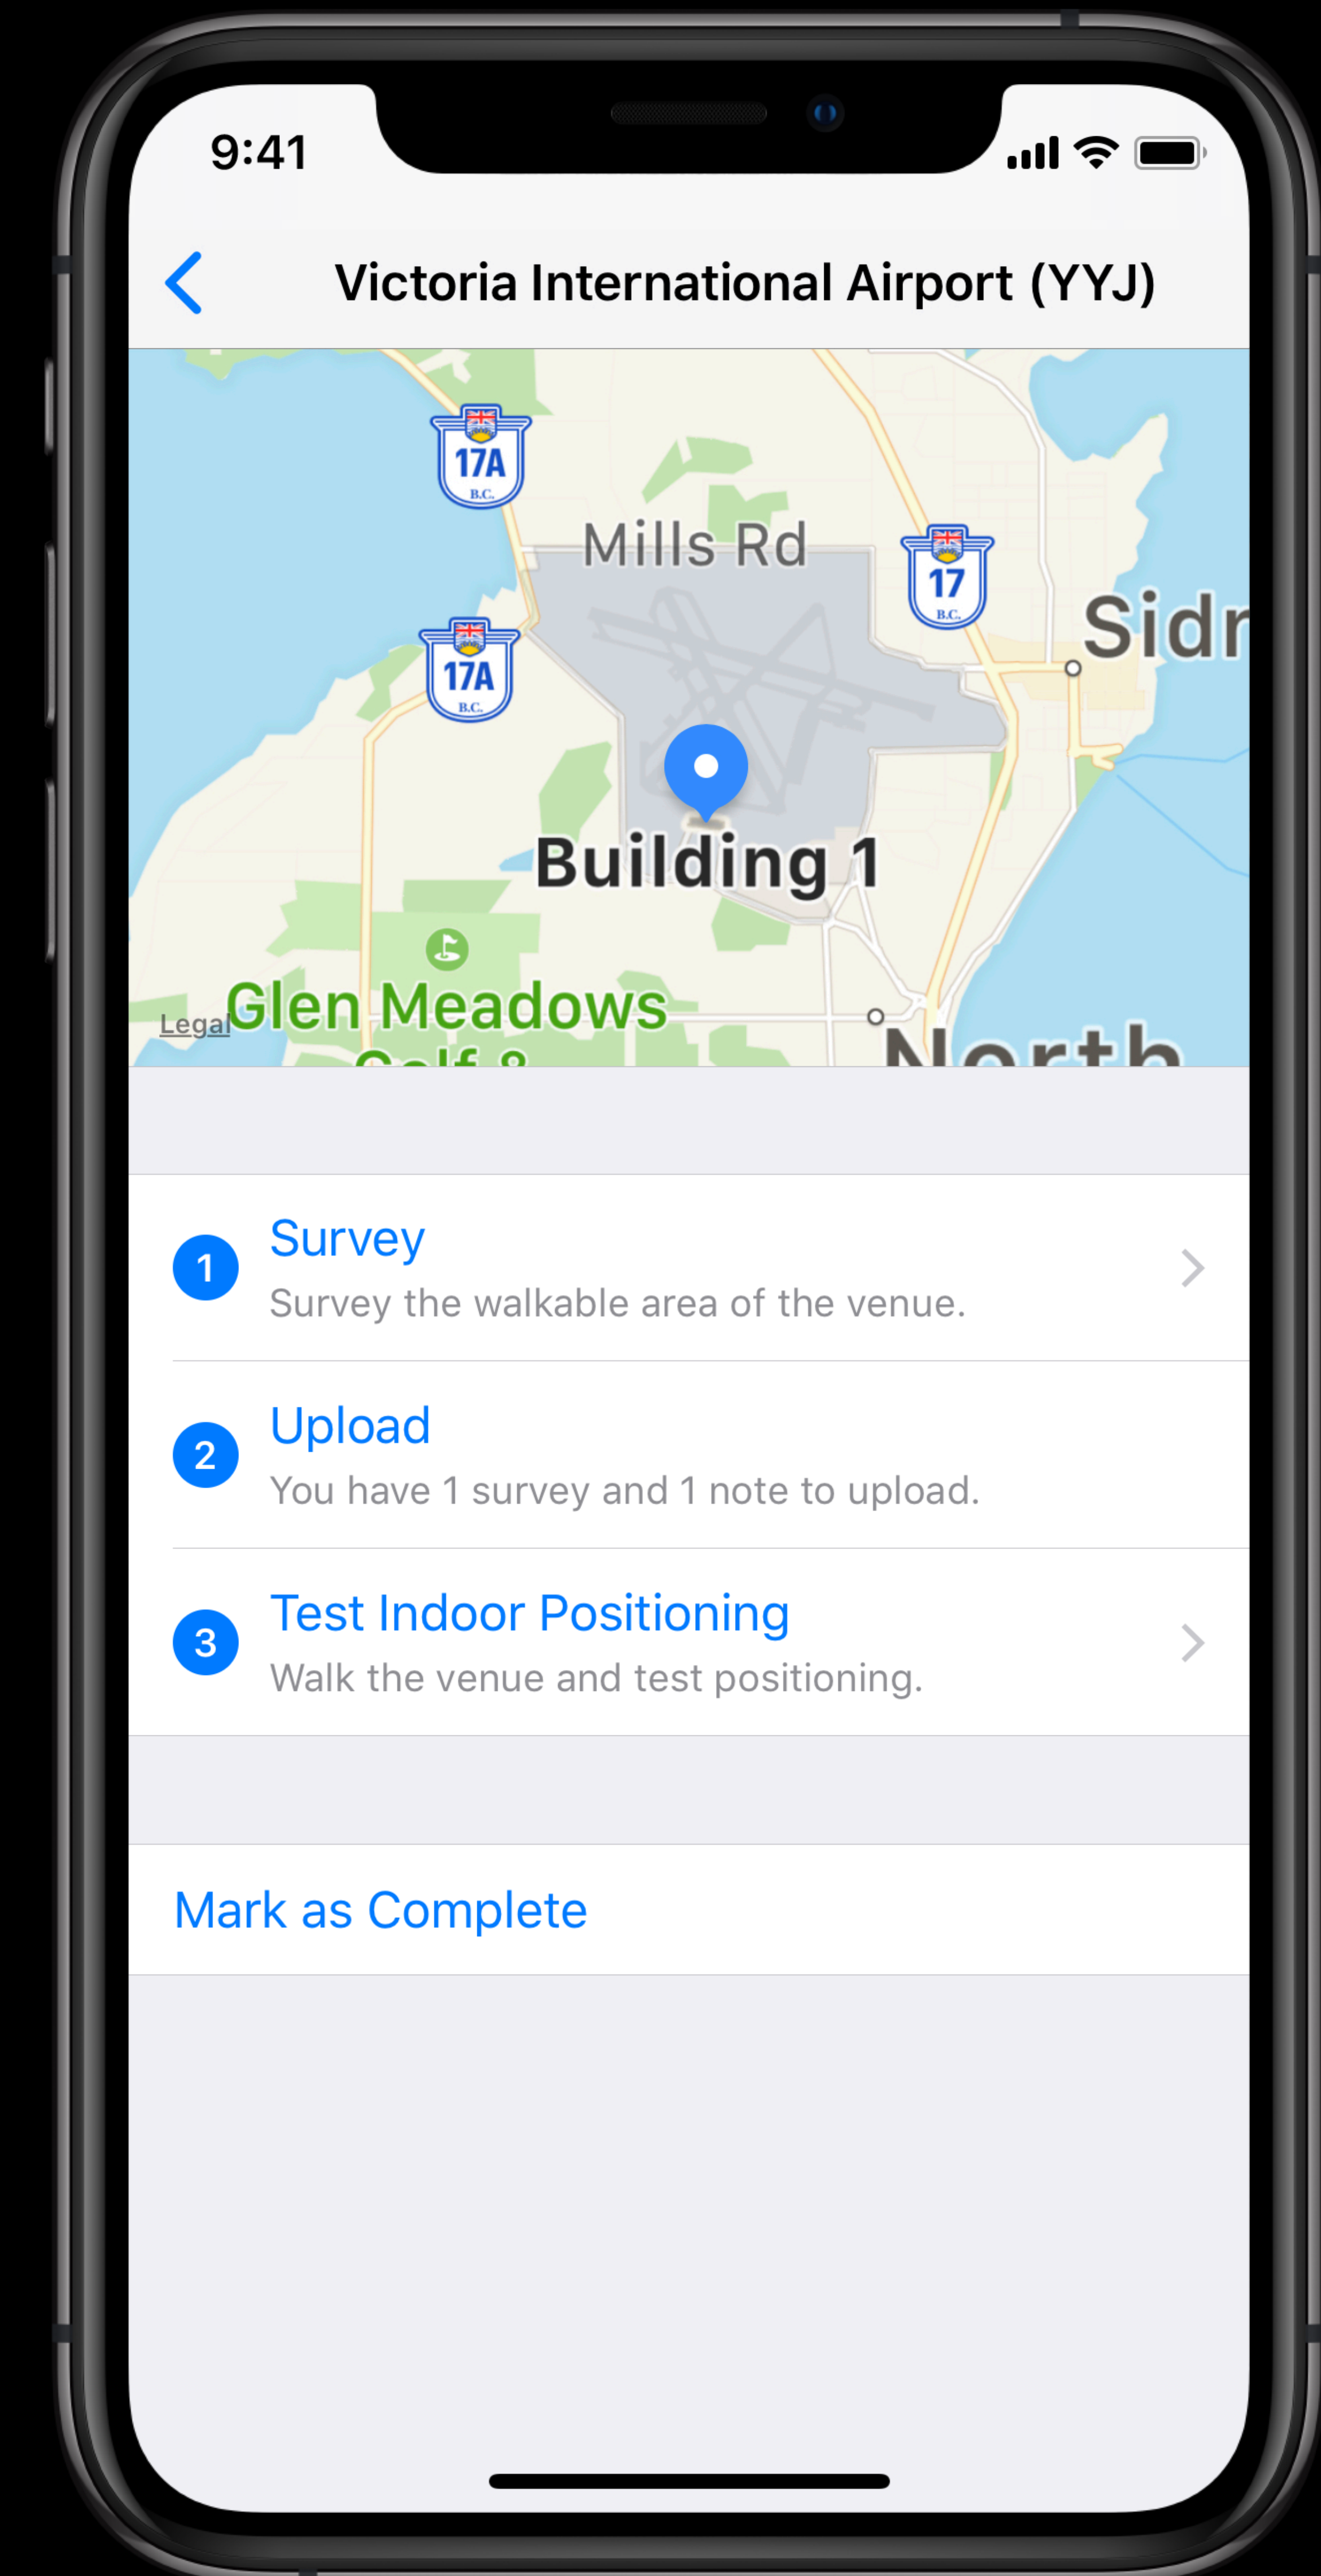 9:41
Victoria International Airport (YYJ)
17A
B.C.
Mills Rd
17
B.C.
Sidr
17A
B.C.
Building 1
Glen Meadows
Legal
Golf &
North
1
Survey
Survey the walkable area of the venue.
2
Upload
You have 1 survey and 1 note to upload.
3
Test Indoor Positioning
Walk the venue and test positioning.
Mark as Complete